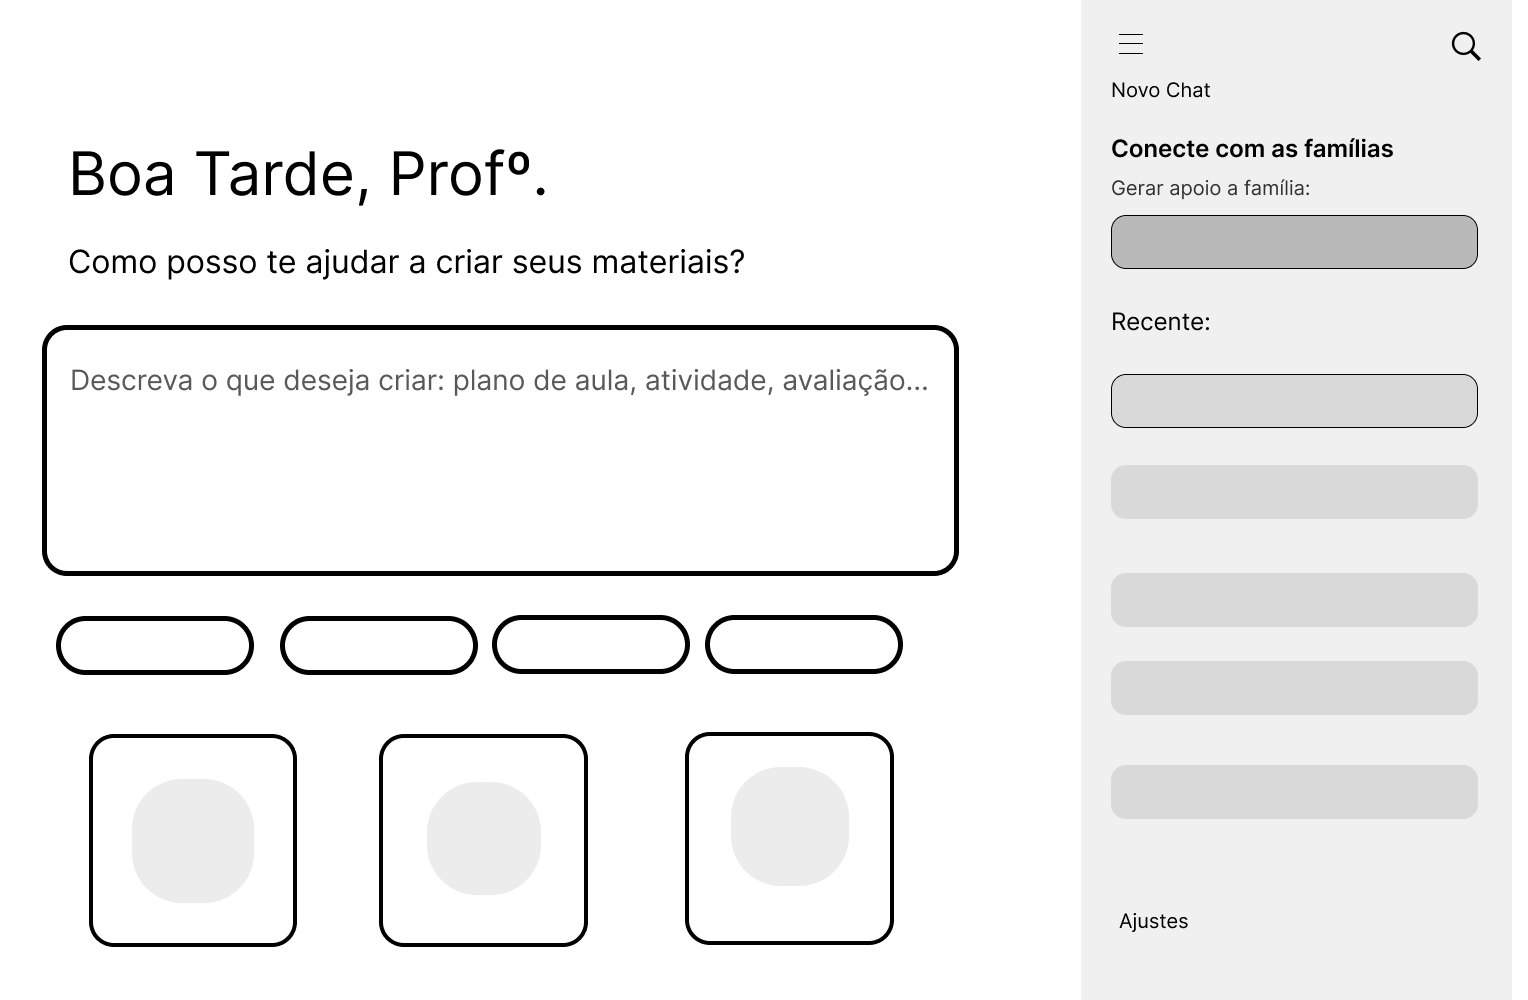 Boa Tarde, Profº.
Como posso te ajudar a criar seus materiais?
Descreva o que deseja criar: plano de aula, atividade, avaliação...
Novo Chat
Conecte com as famílias
Gerar apoio a família:
Recente:
Ajustes